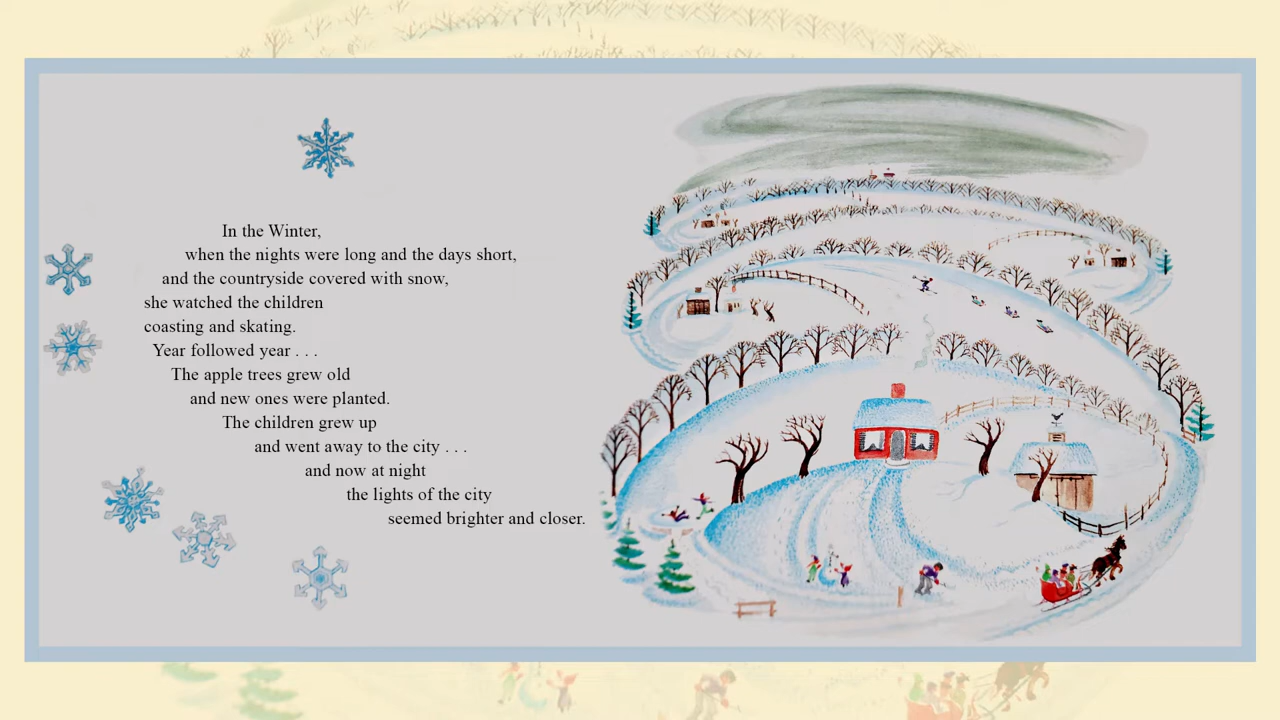 In the Winter,
when the nights were long and the days short,
and the countryside covered with snow,
she watched the children
coasting and skating.
Year followed year . . .
The apple trees grew old
and new ones were planted.
The children grew up
and went away to the city . . .
and now at night
the lights of the city
seemed brighter and closer.